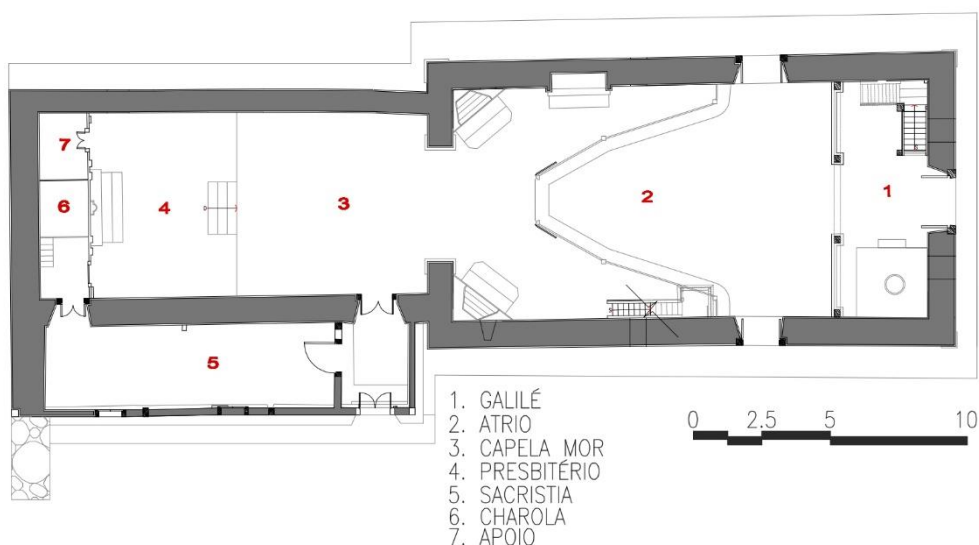 7
6
4
3
2
1
5
1. GALILÉ
2. ATRIO
3. CAPELA MOR
4. PRESBITÉRIO
5. SACRISTIA
6. CHAROLA
7. APOIO
0 2.5 5 10